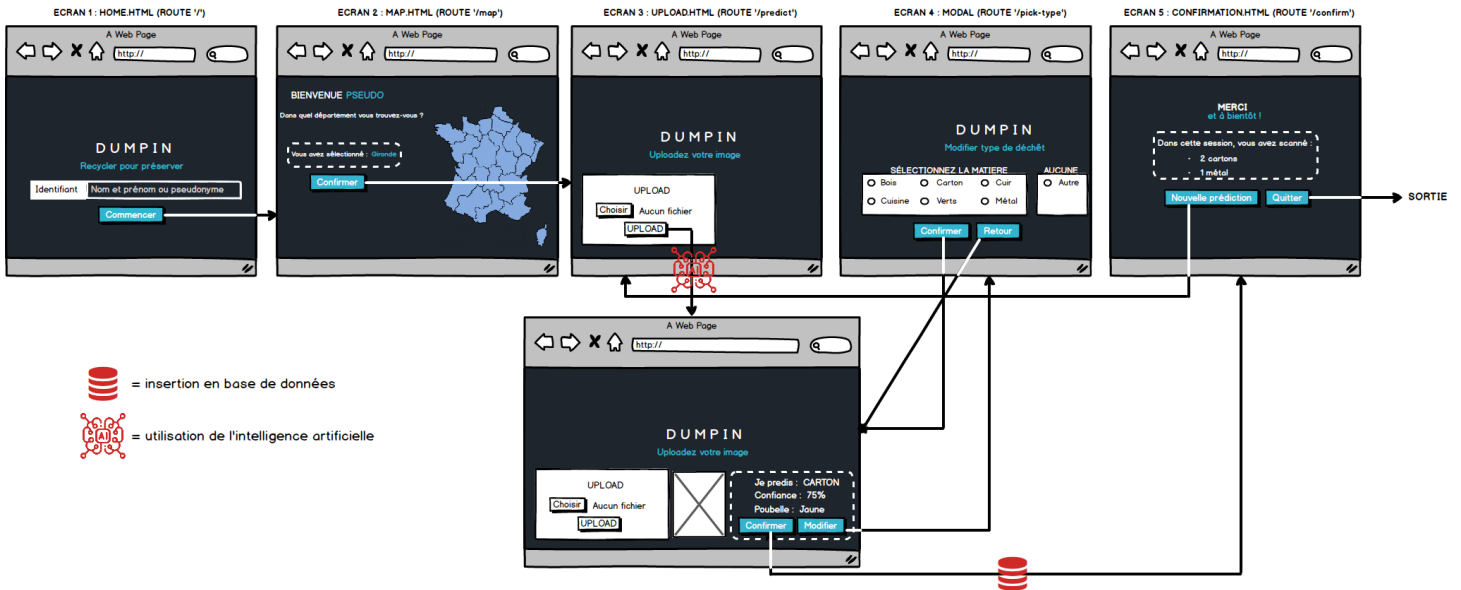 ECRAN 1 : HOME.HTML (ROUTE '/')
A Web Page
http://
DUMPIN
Recycler pour préserver
Identifiant
Nom et prénom ou pseudonyme
Commencer
ECRAN 2 : MAP.HTML (ROUTE '/map')
A Web Page
http://
BIENVENUE PSEUDO
Dans quel département vous trouvez-vous ?
Vous avez sélectionné : Gironde
Confirmer
ECRAN 3 : UPLOAD.HTML (ROUTE '/predict')
A Web Page
http://
DUMPIN
Uploadez votre image
UPLOAD
Choisir Aucun fichier
UPLOAD
AI
ECRAN 4 : MODAL (ROUTE '/pick-type')
A Web Page
http://
DUMPIN
Modifier type de déchêt
SÉLECTIONNEZ LA MATIERE
Bois Carton Cuir
Cuisine Verts Métal
AUCUNE
Autre
Confirmer Retour
ECRAN 5 : CONFIRMATION.HTML (ROUTE '/confirm')
A Web Page
http://
MERCI
et à bientôt !
Dans cette session, vous avez scanné :
• 2 cartons
• 1 métal
Nouvelle prédiction Quitter
SORTIE
A Web Page
http://
DUMPIN
Uploadez votre image
UPLOAD
Choisir Aucun fichier
UPLOAD
Je predis : CARTON
Confiance : 75%
Poubelle : Jaune
Confirmer Modifier
= insertion en base de données
AI = utilisation de l'intelligence artificielle